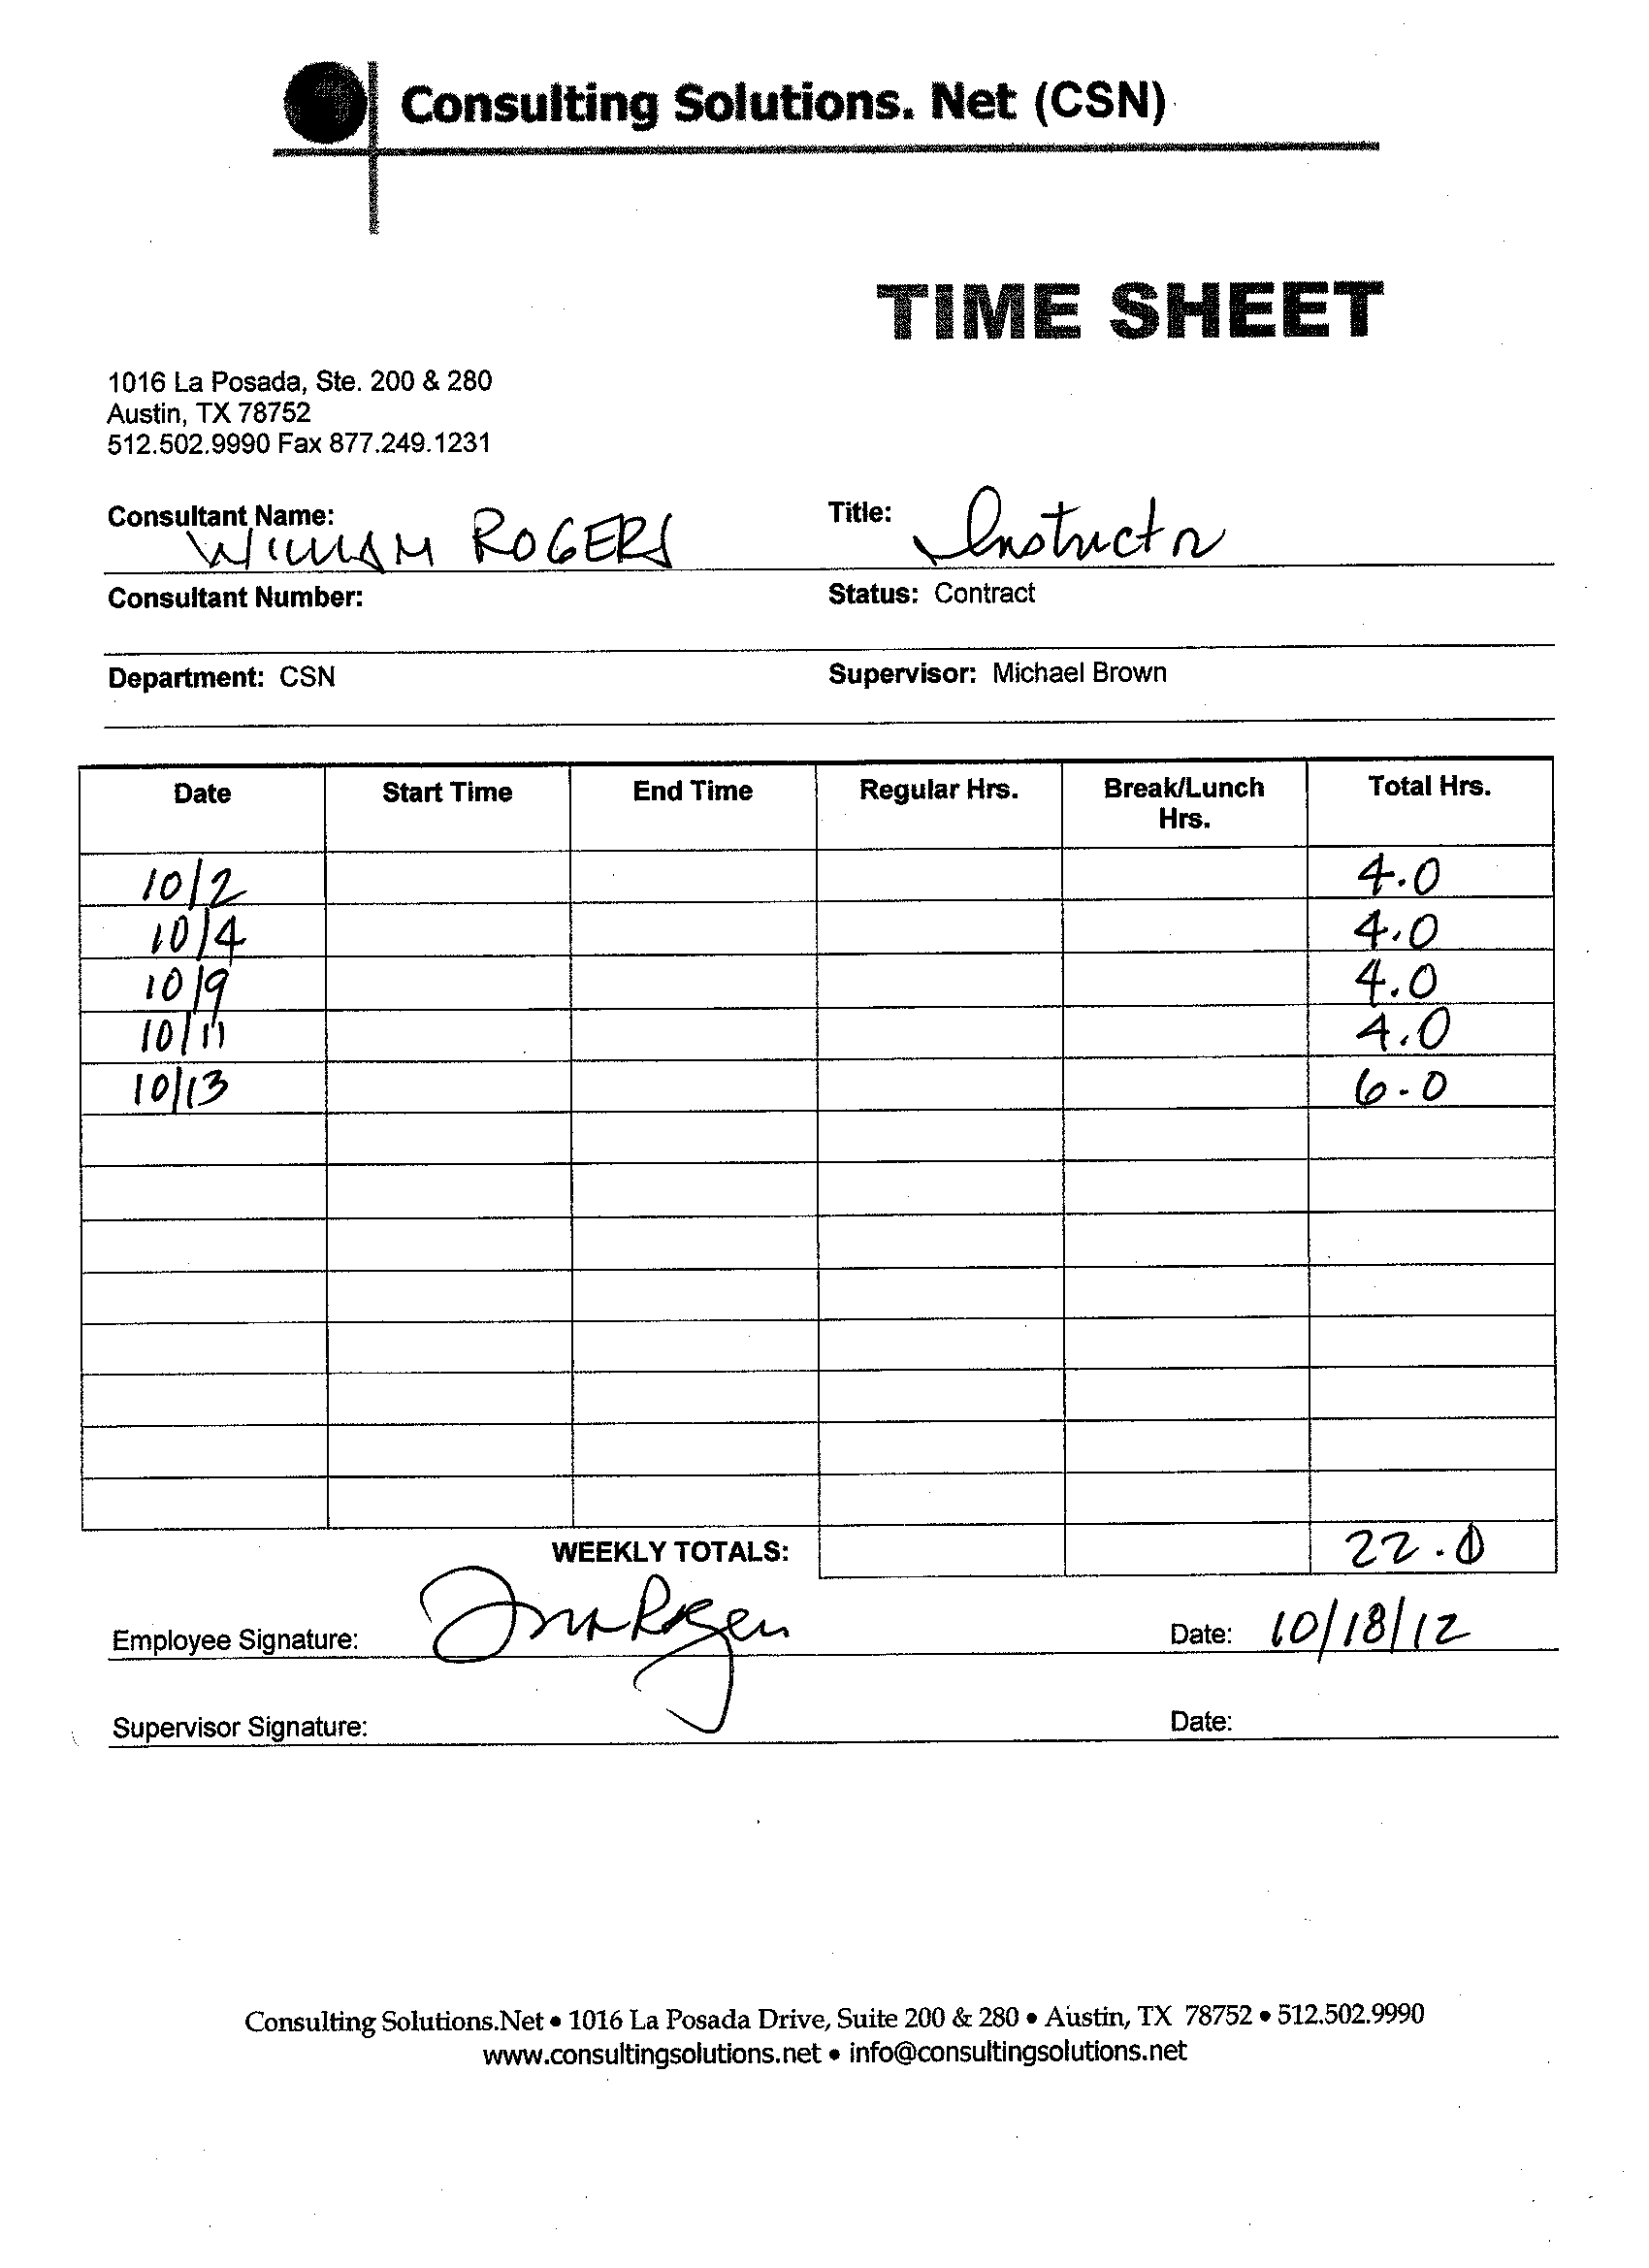 Consulting Solutions. Net (CSN)
TIME SHEET
1016 La Posada, Ste. 200 & 280
Austin, TX 78752
512.502.9990 Fax 877.249.1231
Consultant Name: WILLIAM ROGERS Title: Instructor
Consultant Number: Status: Contract
Department: CSN Supervisor: Michael Brown
Date Start Time End Time Regular Hrs. Break/Lunch Hrs. Total Hrs.
10/2 4.0
10/4 4.0
10/9 4.0
10/11 4.0
10/13 6.0
WEEKLY TOTALS: 22.0
Employee Signature: Rogers Date: 10/18/12
Supervisor Signature: Date:
Consulting Solutions.Net • 1016 La Posada Drive, Suite 200 & 280 • Austin, TX 78752 • 512.502.9990
www.consultingsolutions.net • info@consultingsolutions.net